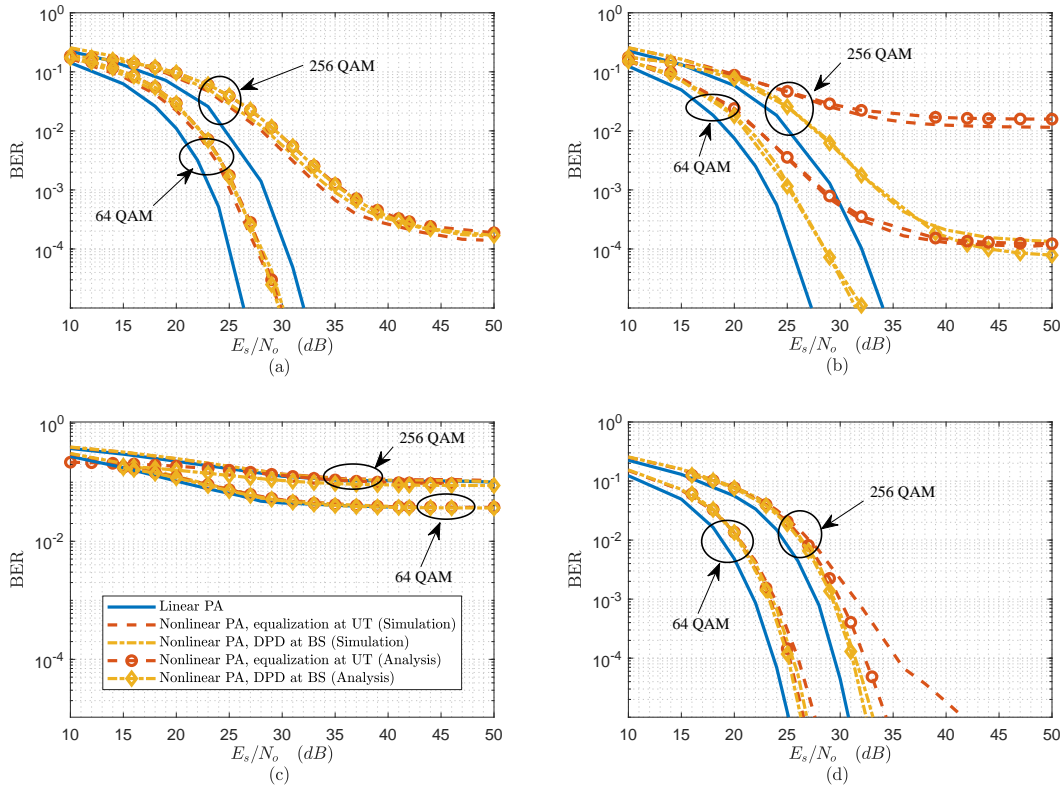 10^0
10^-1
10^-2
10^-3
10^-4
BER
256 QAM
64 QAM
10 15 20 25 30 35 40 45 50
E_s/N_o (dB)
(a)
10^0
10^-1
10^-2
10^-3
10^-4
BER
256 QAM
64 QAM
10 15 20 25 30 35 40 45 50
E_s/N_o (dB)
(b)
10^0
10^-2
10^-4
BER
256 QAM
64 QAM
Linear PA
Nonlinear PA, equalization at UT (Simulation)
Nonlinear PA, DPD at BS (Simulation)
Nonlinear PA, equalization at UT (Analysis)
Nonlinear PA, DPD at BS (Analysis)
10 15 20 25 30 35 40 45 50
E_s/N_o (dB)
(c)
10^0
10^-1
10^-2
10^-3
10^-4
BER
256 QAM
64 QAM
10 15 20 25 30 35 40 45 50
E_s/N_o (dB)
(d)